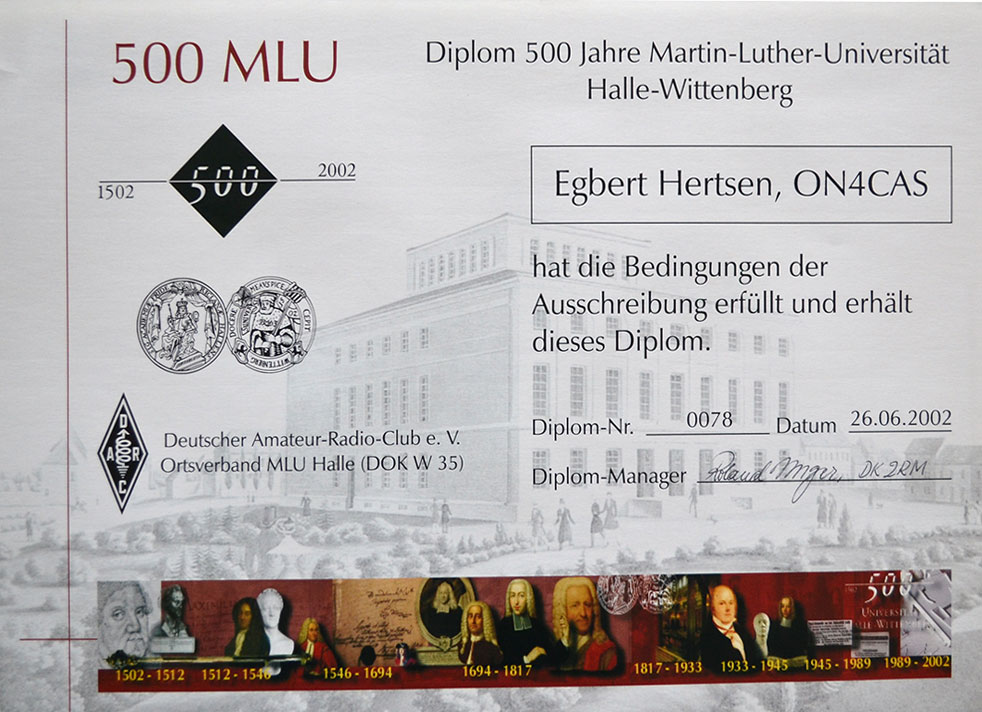 500 MLU
Diplom 500 Jahre Martin-Luther-Universität
Halle-Wittenberg
1502
500
2002
Egbert Hertsen, ON4CAS
hat die Bedingungen der
Ausschreibung erfüllt und erhält
dieses Diplom.
DARC
Deutscher Amateur-Radio-Club e. V.
Ortsverband MLU Halle (DOK W 35)
Diplom-Nr. 0078 Datum 26.06.2002
Diplom-Manager Roland DK2RM
500
1502 - 1512 1512 - 1546 1546 - 1694 1694 - 1817 1817 - 1933 1933 - 1945 1945 - 1989 1989 - 2002